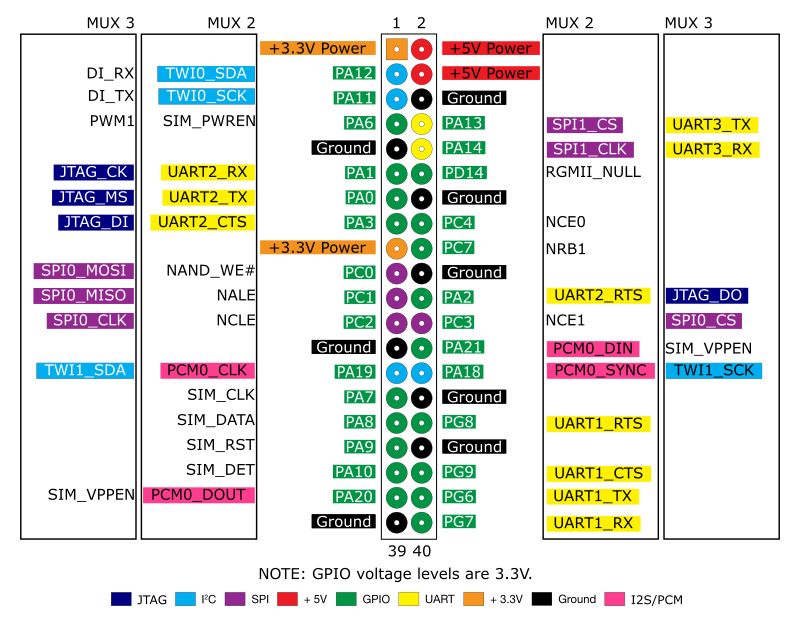 MUX 3 MUX 2 1 2 MUX 2 MUX 3
+3.3V Power +5V Power
DI_RX TWI0_SDA PA12 +5V Power
DI_TX TWI0_SCK PA11 Ground
PWM1 SIM_PWREN PA6 PA13 SPI1_CS UART3_TX
Ground PA14 SPI1_CLK UART3_RX
JTAG_CK UART2_RX PA1 PD14 RGMII_NULL
JTAG_MS UART2_TX PA0 Ground
JTAG_DI UART2_CTS PA3 PC4 NCE0
+3.3V Power PC7 NRB1
SPI0_MOSI NAND_WE# PC0 Ground
SPI0_MISO NALE PC1 PA2 UART2_RTS JTAG_DO
SPI0_CLK NCLE PC2 PC3 NCE1 SPI0_CS
Ground PA21 PCM0_DIN SIM_VPPEN
TWI1_SDA PCM0_CLK PA19 PA18 PCM0_SYNC TWI1_SCK
SIM_CLK PA7 Ground
SIM_DATA PA8 PG8 UART1_RTS
SIM_RST PA9 Ground
SIM_DET PA10 PG9 UART1_CTS
SIM_VPPEN PCM0_DOUT PA20 PG6 UART1_TX
Ground PG7 UART1_RX
39 40
NOTE: GPIO voltage levels are 3.3V.
JTAG I²C SPI + 5V GPIO UART + 3.3V Ground I2S/PCM